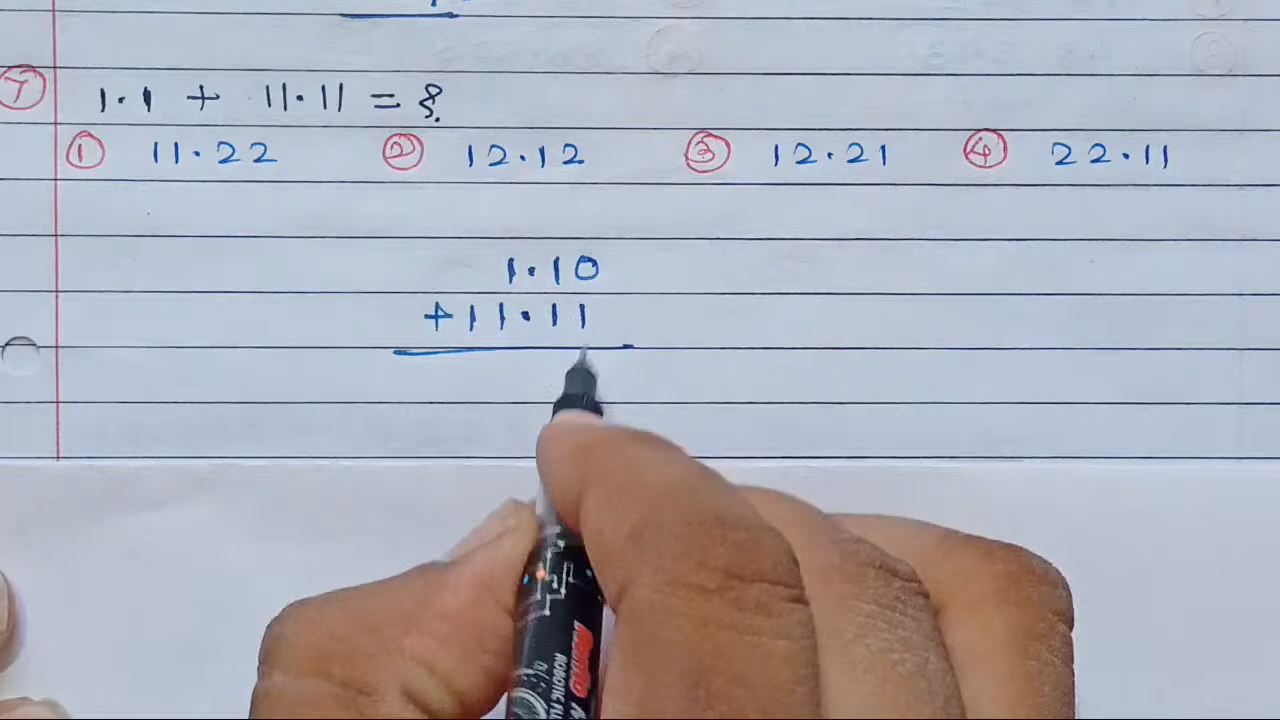 7 1.1 + 11.11 = ?
1 11.22 2 12.12 3 12.21 4 22.11
1.10
+11.11